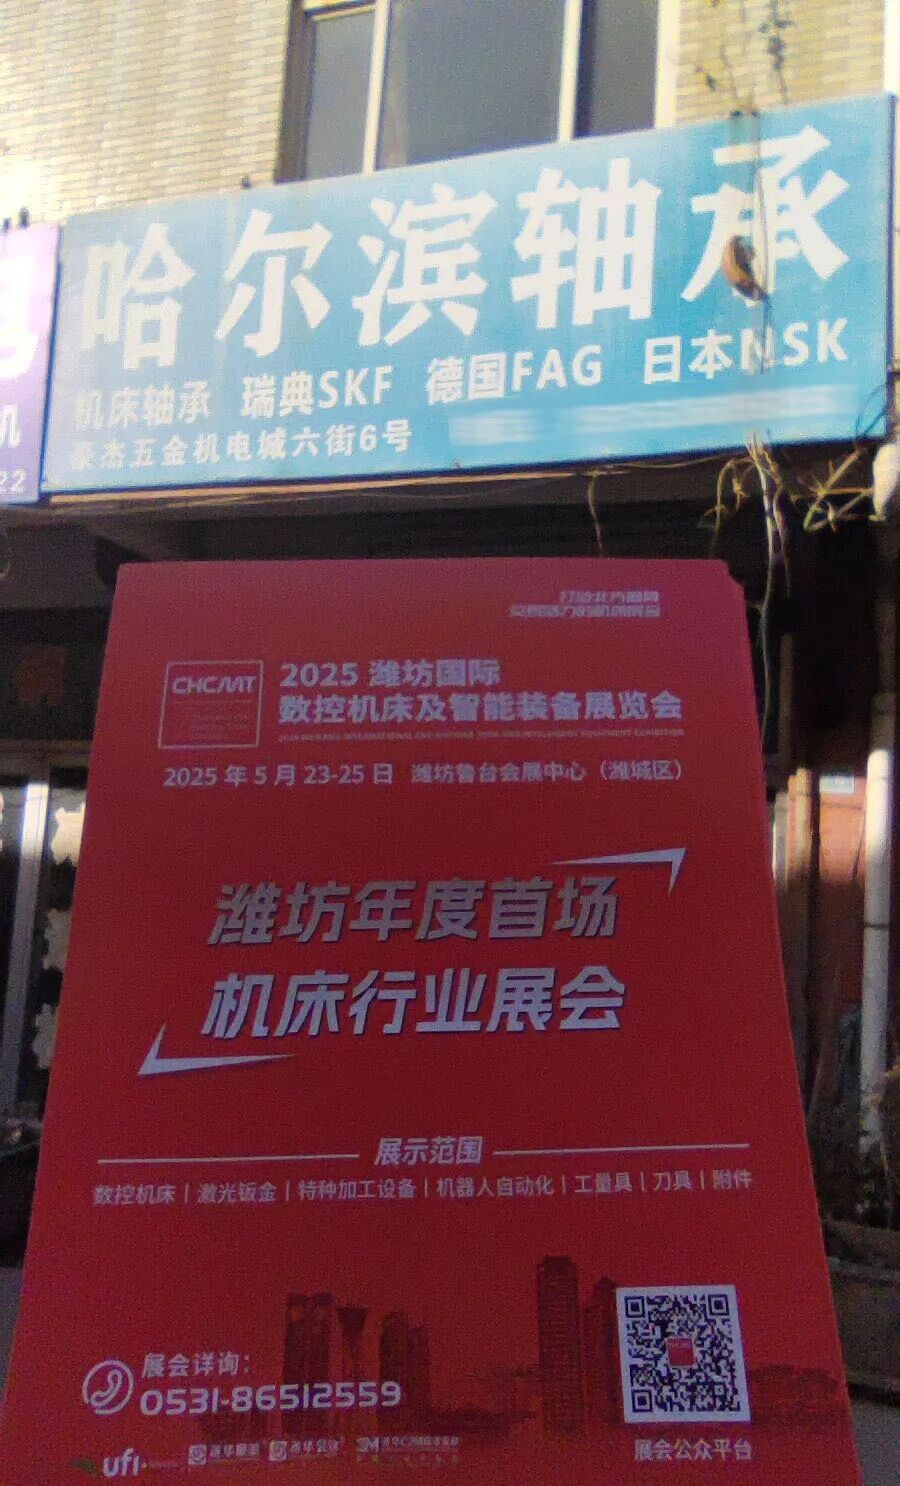 哈尔滨轴承
机床轴承 瑞典SKF 德国FAG 日本NSK
豪杰五金机电城六街6号
机
22
CHCMT
2025 潍坊国际
数控机床及智能装备展览会
2025 年 5 月 23-25 日 潍坊鲁台会展中心（潍城区）
潍坊年度首场
机床行业展会
展示范围
数控机床｜激光钣金｜特种加工设备｜机器人自动化｜工量具｜刀具｜附件
展会详询：
0531-86512559
展会公众平台
ufi